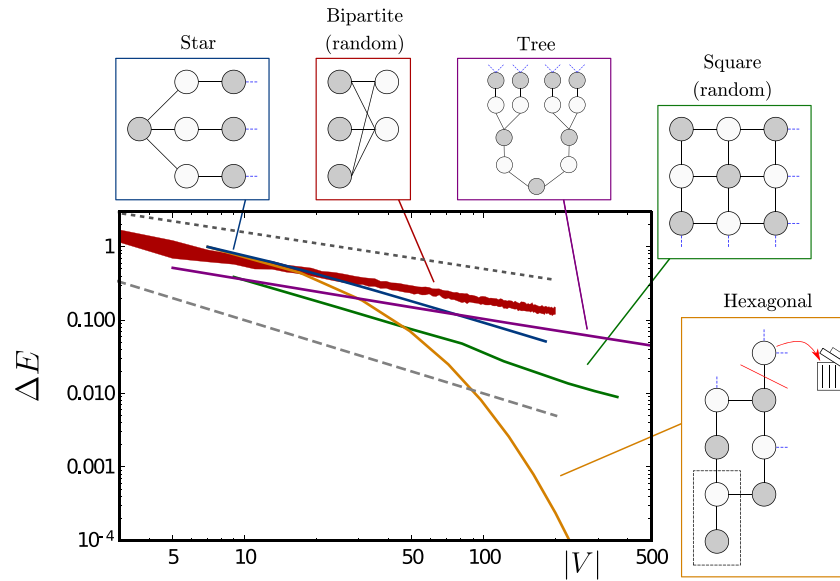 Star
Bipartite
(random)
Tree
Square
(random)
Hexagonal
ΔE
1
0.100
0.010
0.001
10⁻⁴
5
10
50
100
|V|
500